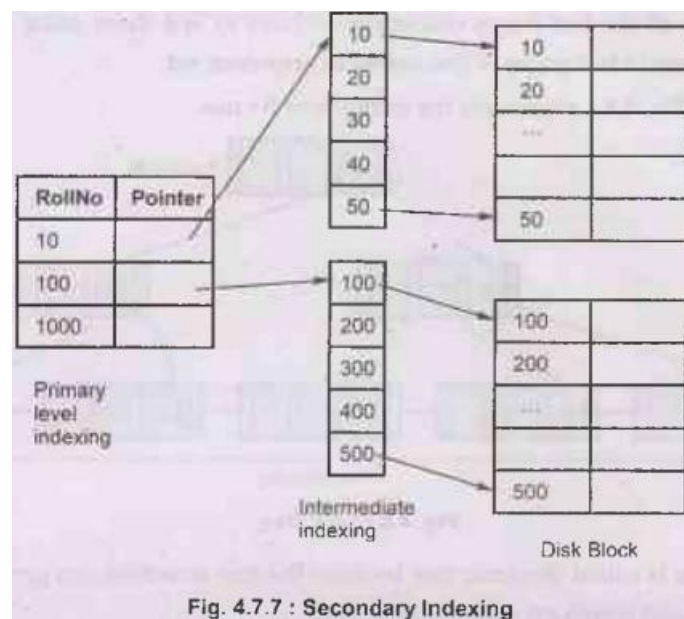 RollNo Pointer
10
100
1000
Primary
level
indexing
10
20
30
40
50
100
200
300
400
500
Intermediate
indexing
10
20
...
50
100
200
500
Disk Block
Fig. 4.7.7 : Secondary Indexing